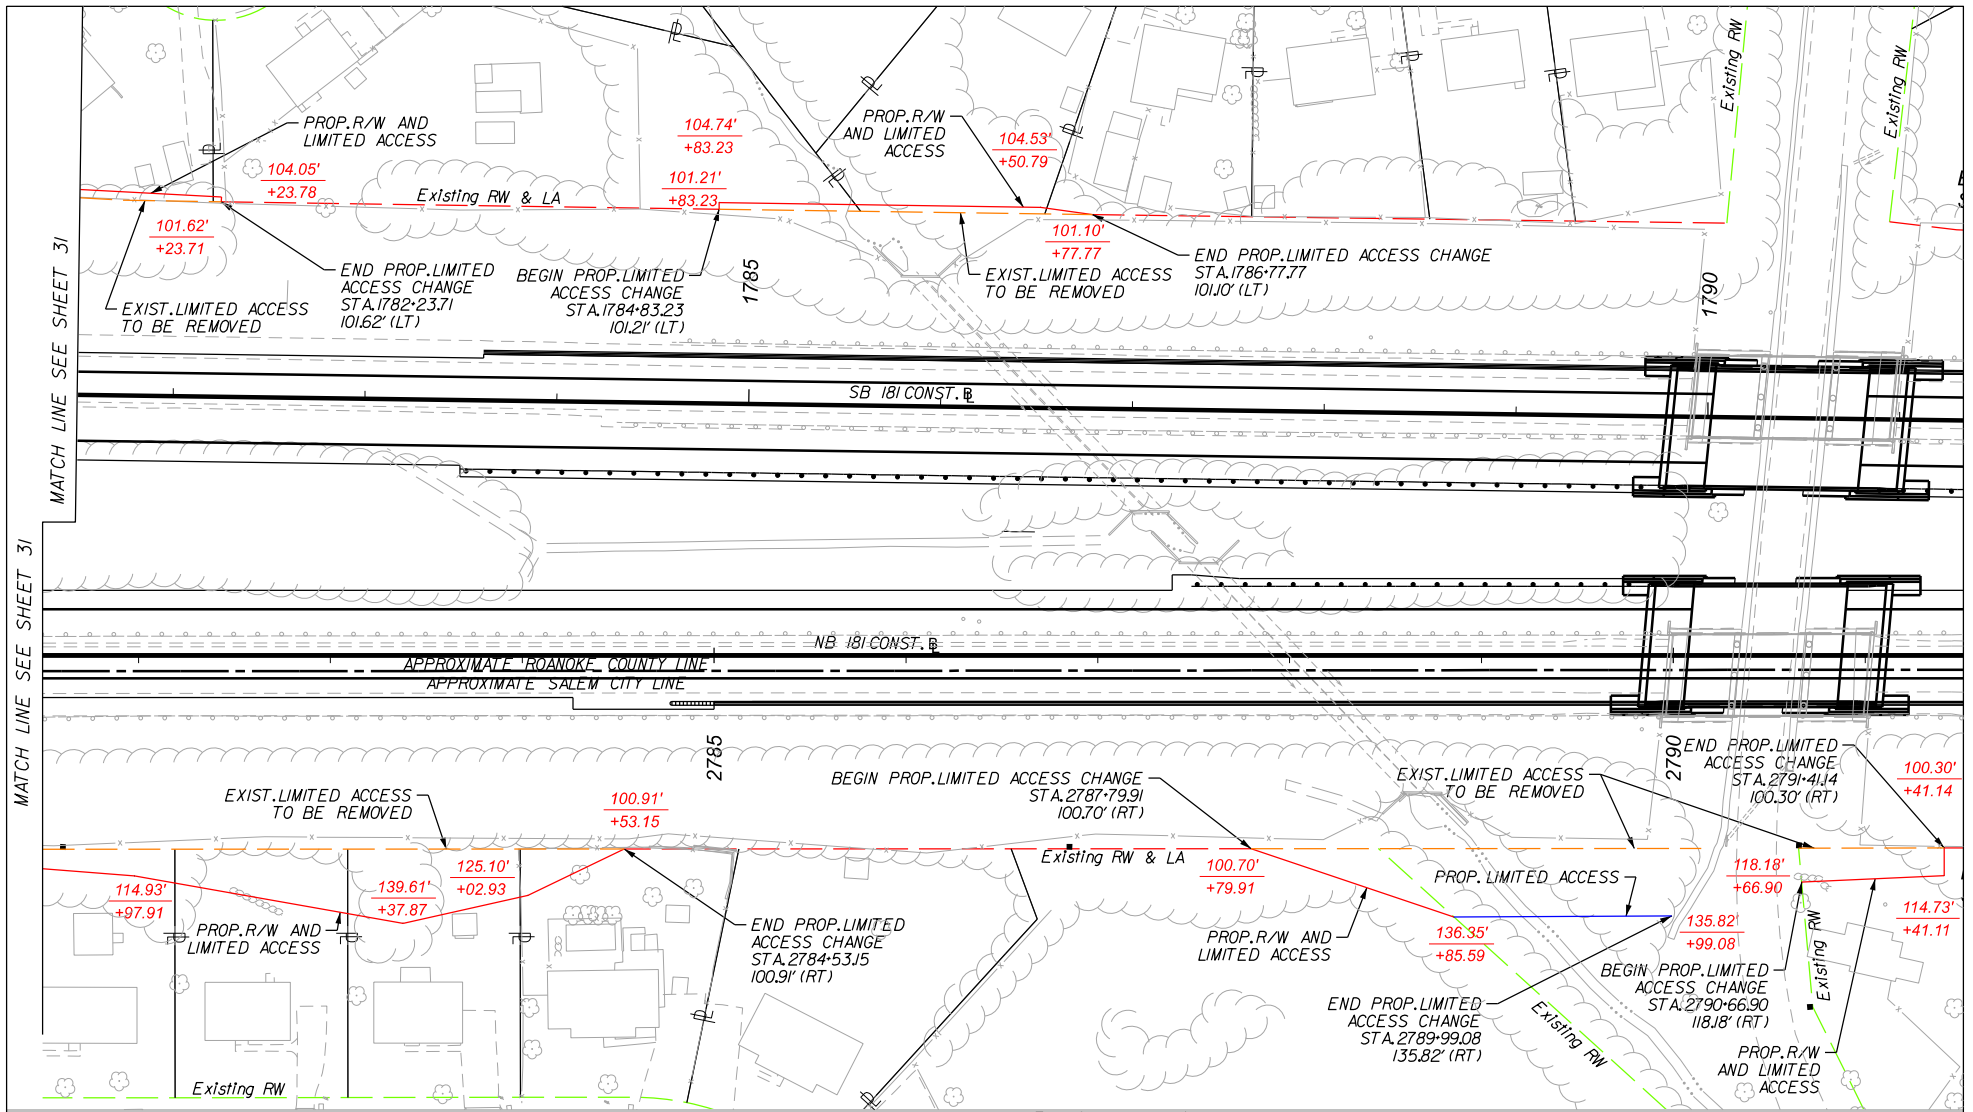 PROP.R/W AND
LIMITED ACCESS
104.05'
+23.78
101.62'
+23.71
Existing RW & LA
104.74'
+83.23
101.21'
+83.23
PROP.R/W
AND LIMITED
ACCESS
104.53'
+50.79
101.10'
+77.77
Existing RW
Existing RW
END PROP.LIMITED
ACCESS CHANGE
STA.1782+23.71
101.62' (LT)
EXIST.LIMITED ACCESS
TO BE REMOVED
BEGIN PROP.LIMITED
ACCESS CHANGE
STA.1784+83.23
101.21' (LT)
1785
EXIST.LIMITED ACCESS
TO BE REMOVED
END PROP.LIMITED ACCESS CHANGE
STA.1786+77.77
101.10' (LT)
1790
MATCH LINE SEE SHEET 31
SB I81 CONST. BL
MATCH LINE SEE SHEET 31
NB I81 CONST. BL
APPROXIMATE ROANOKE COUNTY LINE
APPROXIMATE SALEM CITY LINE
2785
2790
EXIST.LIMITED ACCESS
TO BE REMOVED
100.91'
+53.15
BEGIN PROP.LIMITED ACCESS CHANGE
STA.2787+79.91
100.70' (RT)
EXIST.LIMITED ACCESS
TO BE REMOVED
END PROP.LIMITED
ACCESS CHANGE
STA.2791+41.14
100.30' (RT)
100.30'
+41.14
Existing RW & LA
114.93'
+97.91
139.61'
+37.87
125.10'
+02.93
100.70'
+79.91
PROP.LIMITED ACCESS
118.18'
+66.90
114.73'
+41.11
PROP.R/W AND
LIMITED ACCESS
END PROP.LIMITED
ACCESS CHANGE
STA.2784+53.15
100.91' (RT)
PROP.R/W AND
LIMITED ACCESS
136.35'
+85.59
135.82'
+99.08
BEGIN PROP.LIMITED
ACCESS CHANGE
STA.2790+66.90
118.18' (RT)
Existing RW
END PROP.LIMITED
ACCESS CHANGE
STA.2789+99.08
135.82' (RT)
Existing RW
PROP.R/W
AND LIMITED
ACCESS
Existing RW